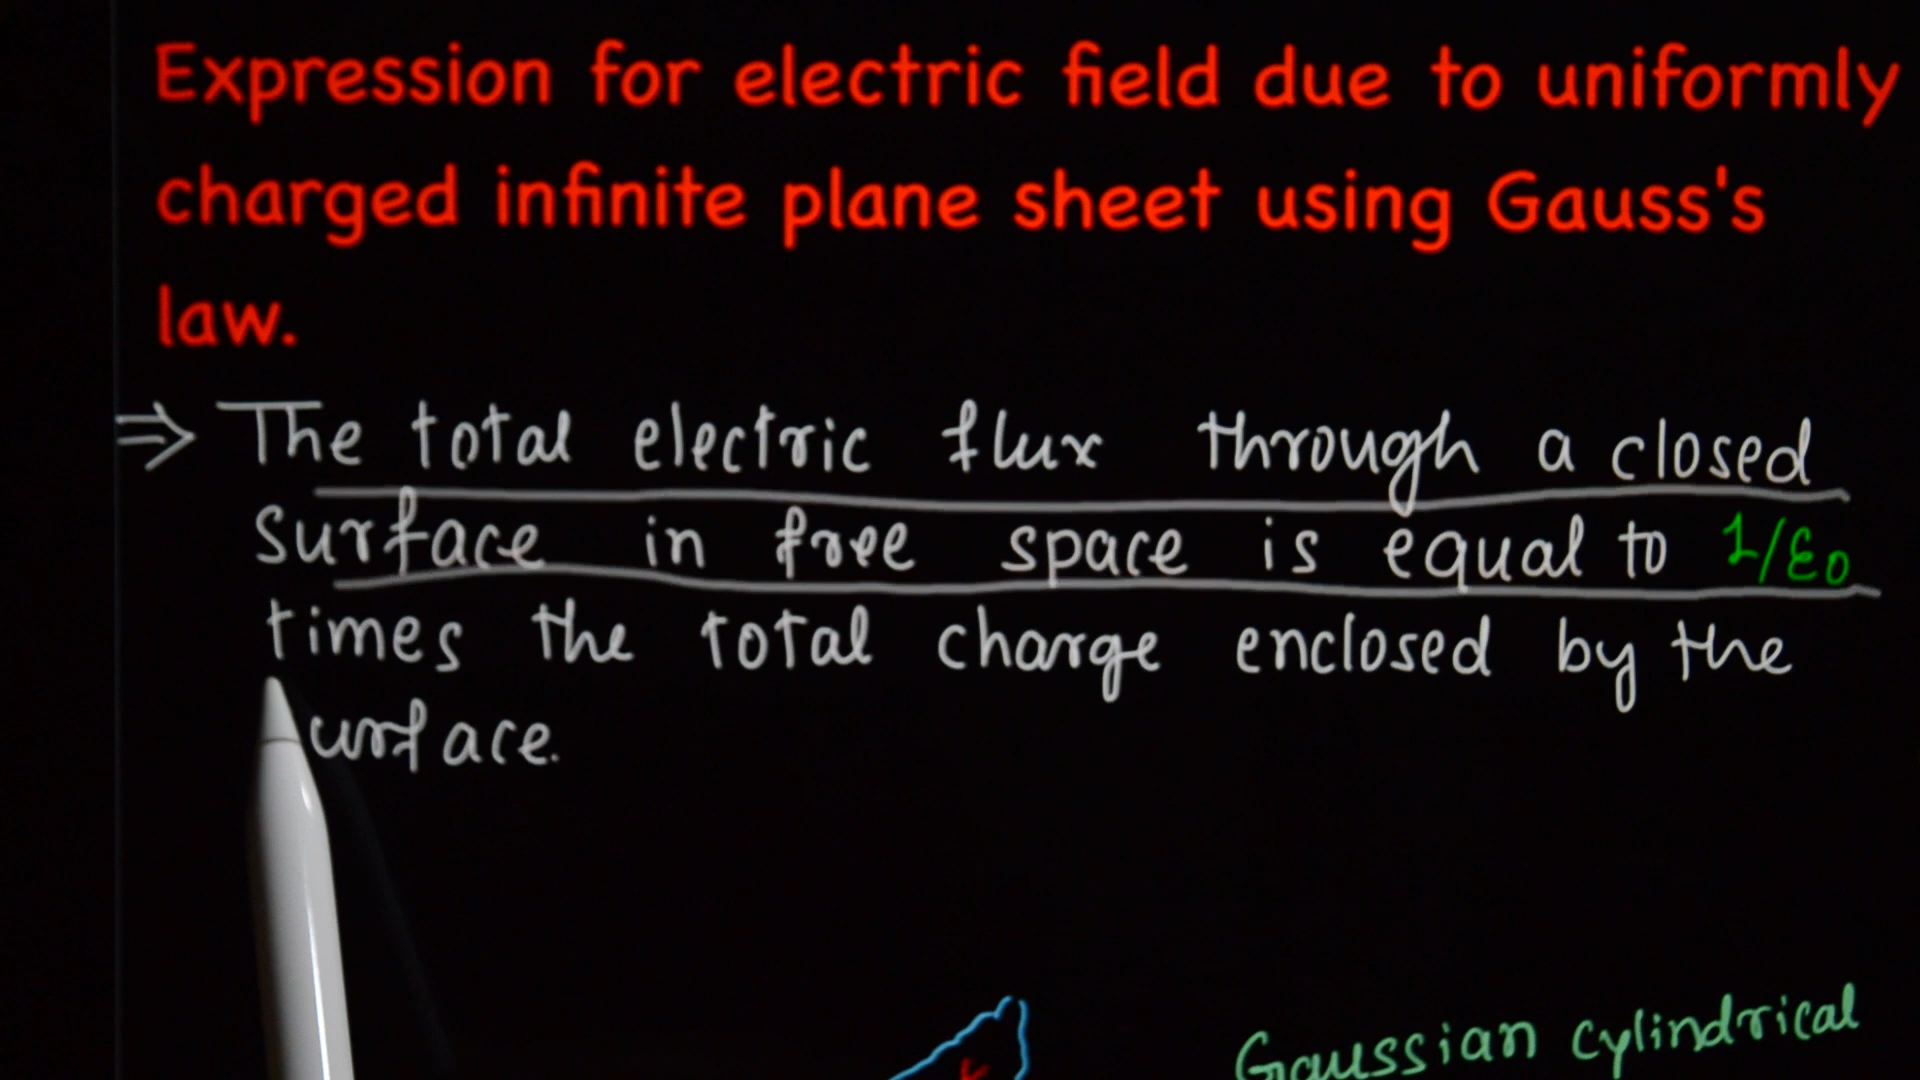 Expression for electric field due to uniformly
charged infinite plane sheet using Gauss's
law.
⇒ The total electric flux through a closed
surface in free space is equal to 1/ε0
times the total charge enclosed by the
surface.
Gaussian cylindrical